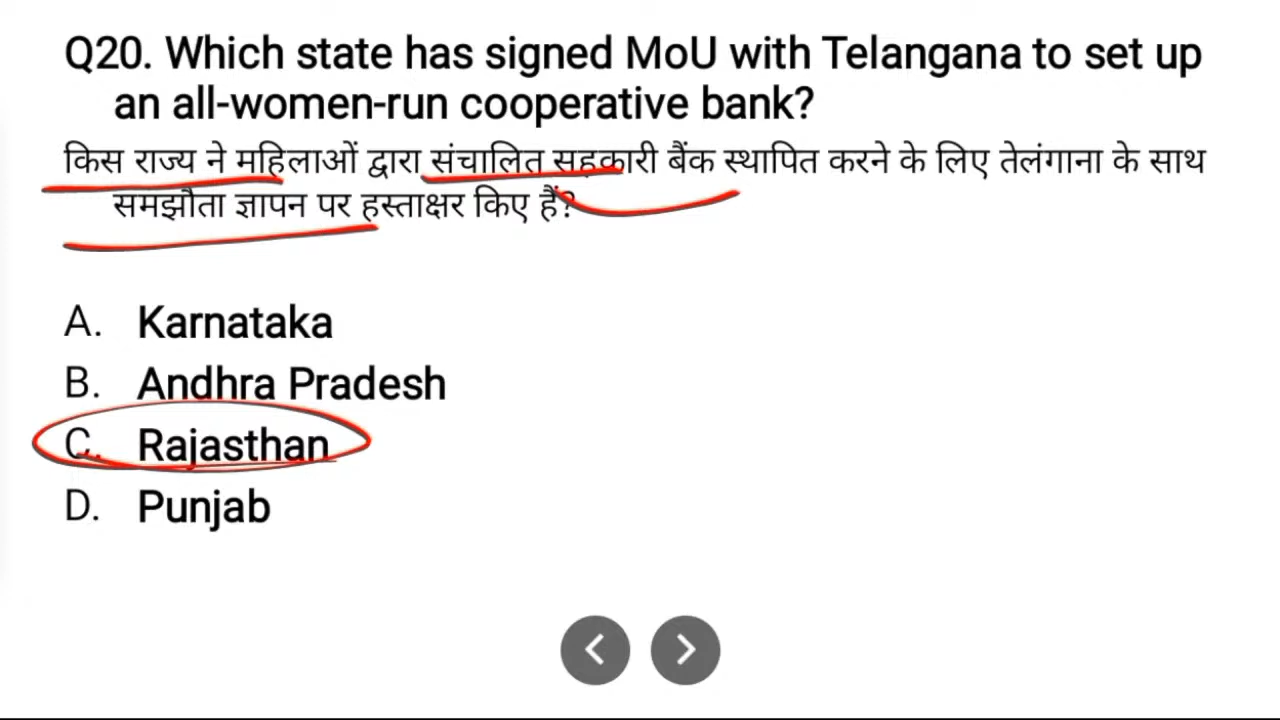 Q20. Which state has signed MoU with Telangana to set up
an all-women-run cooperative bank?
किस राज्य ने महिलाओं द्वारा संचालित सहकारी बैंक स्थापित करने के लिए तेलंगाना के साथ
समझौता ज्ञापन पर हस्ताक्षर किए हैं?
A. Karnataka
B. Andhra Pradesh
C. Rajasthan
D. Punjab